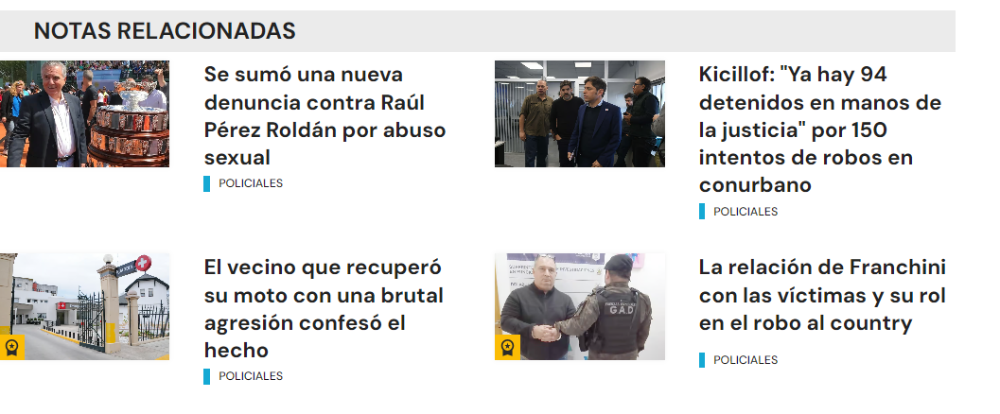 NOTAS RELACIONADAS
Se sumó una nueva
denuncia contra Raúl
Pérez Roldán por abuso
sexual
POLICIALES
Kicillof: "Ya hay 94
detenidos en manos de
la justicia" por 150
intentos de robos en
conurbano
POLICIALES
El vecino que recuperó
su moto con una brutal
agresión confesó el
hecho
POLICIALES
G.A.D
La relación de Franchini
con las víctimas y su rol
en el robo al country
POLICIALES